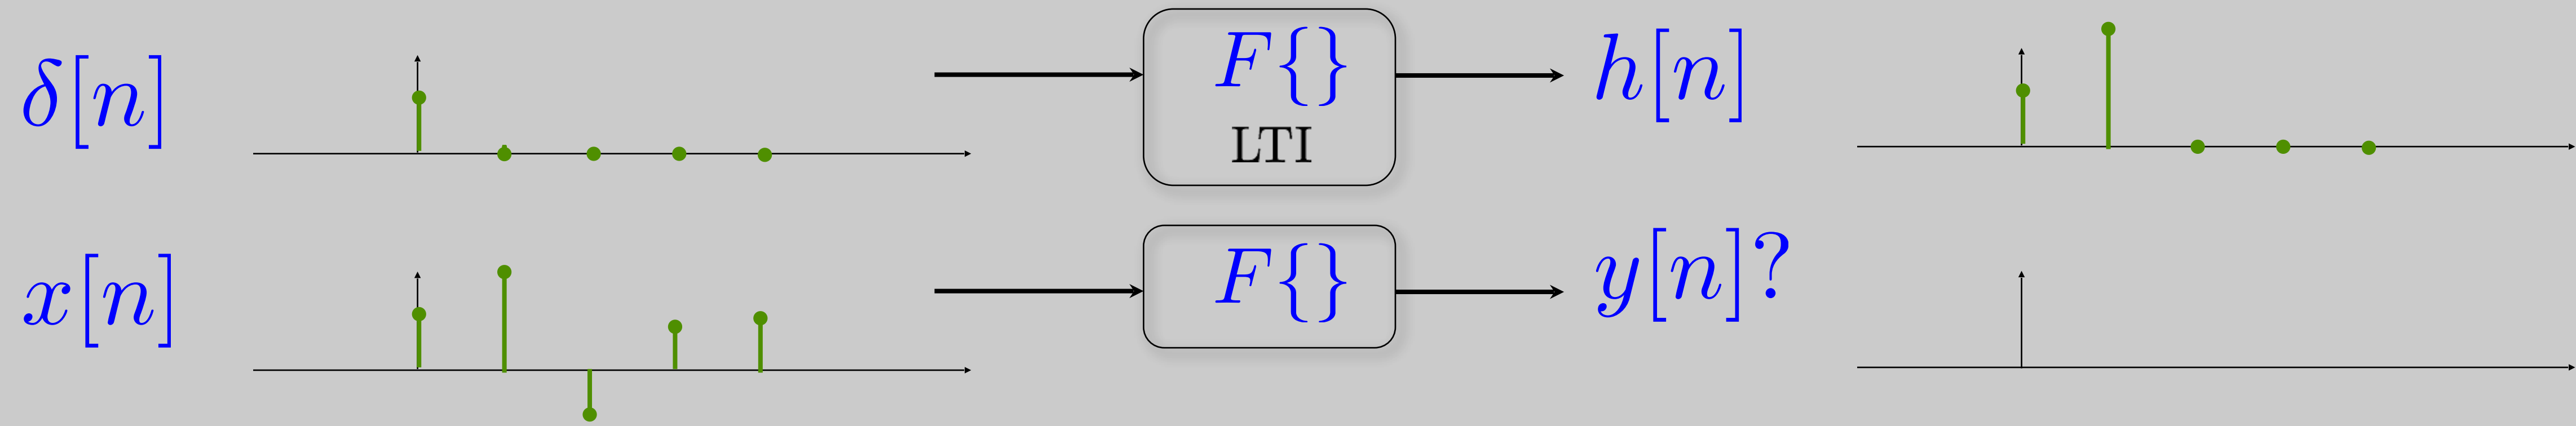 δ[n] F{} h[n]
LTI
x[n] F{} y[n]?